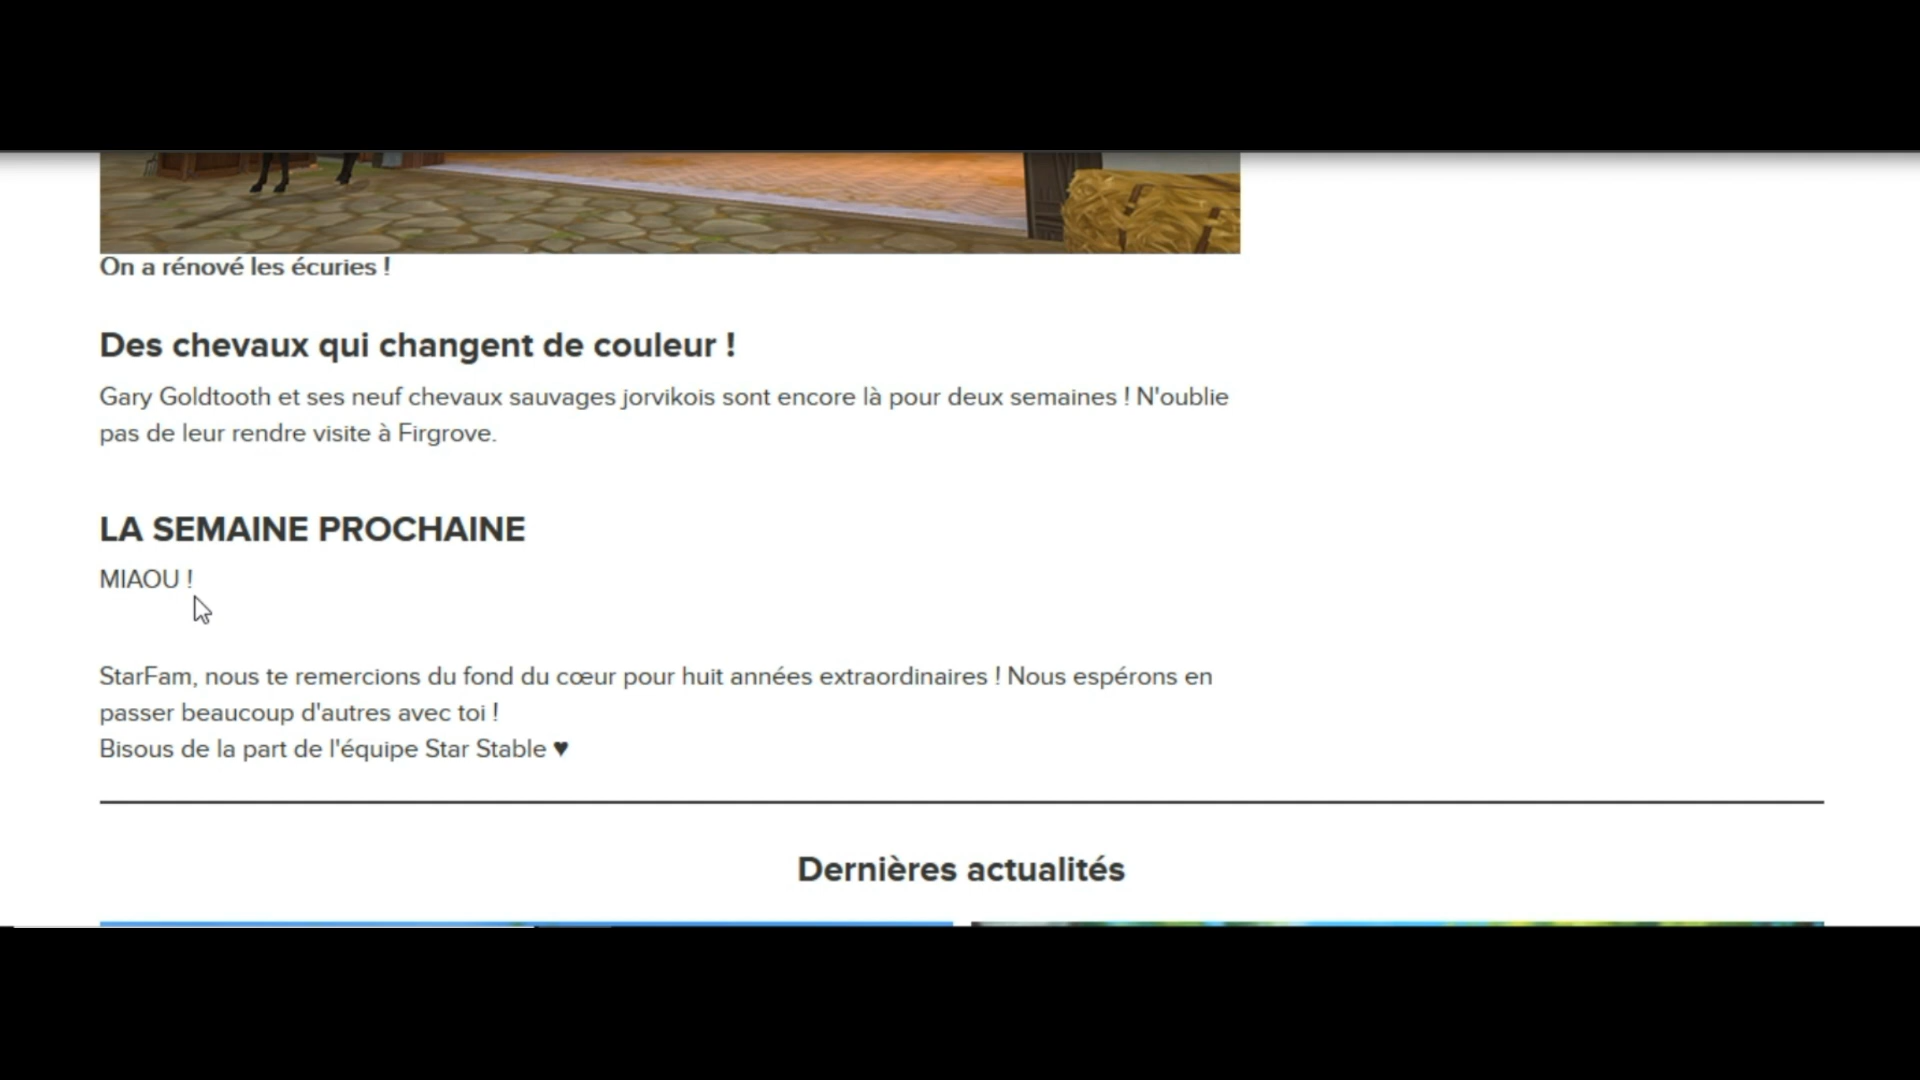 On a rénové les écuries !
Des chevaux qui changent de couleur !
Gary Goldtooth et ses neuf chevaux sauvages jorvikois sont encore là pour deux semaines ! N'oublie
pas de leur rendre visite à Firgrove.
LA SEMAINE PROCHAINE
MIAOU !
StarFam, nous te remercions du fond du cœur pour huit années extraordinaires ! Nous espérons en
passer beaucoup d'autres avec toi !
Bisous de la part de l'équipe Star Stable ♥
Dernières actualités